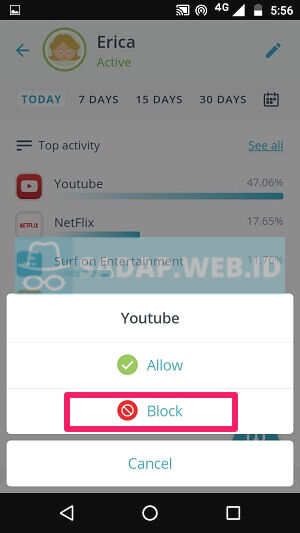 4G 5:56
Erica
Active
TODAY 7 DAYS 15 DAYS 30 DAYS
Top activity See all
Youtube 47.06%
NETFLIX NetFlix 17.65%
Surf on Entertainment 11.76%
SADAP.WEB.ID
Youtube
Allow
Block
Cancel